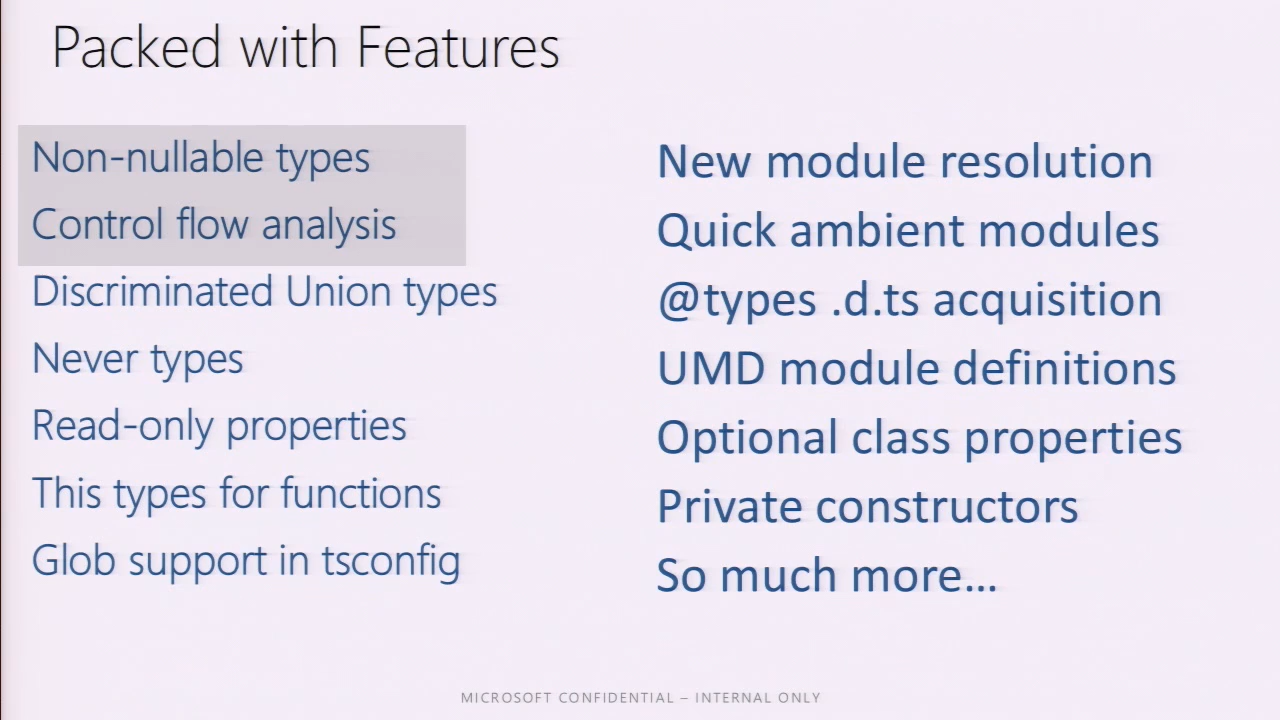 Packed with Features
Non-nullable types
Control flow analysis
Discriminated Union types
Never types
Read-only properties
This types for functions
Glob support in tsconfig
New module resolution
Quick ambient modules
@types .d.ts acquisition
UMD module definitions
Optional class properties
Private constructors
So much more...
MICROSOFT CONFIDENTIAL – INTERNAL ONLY